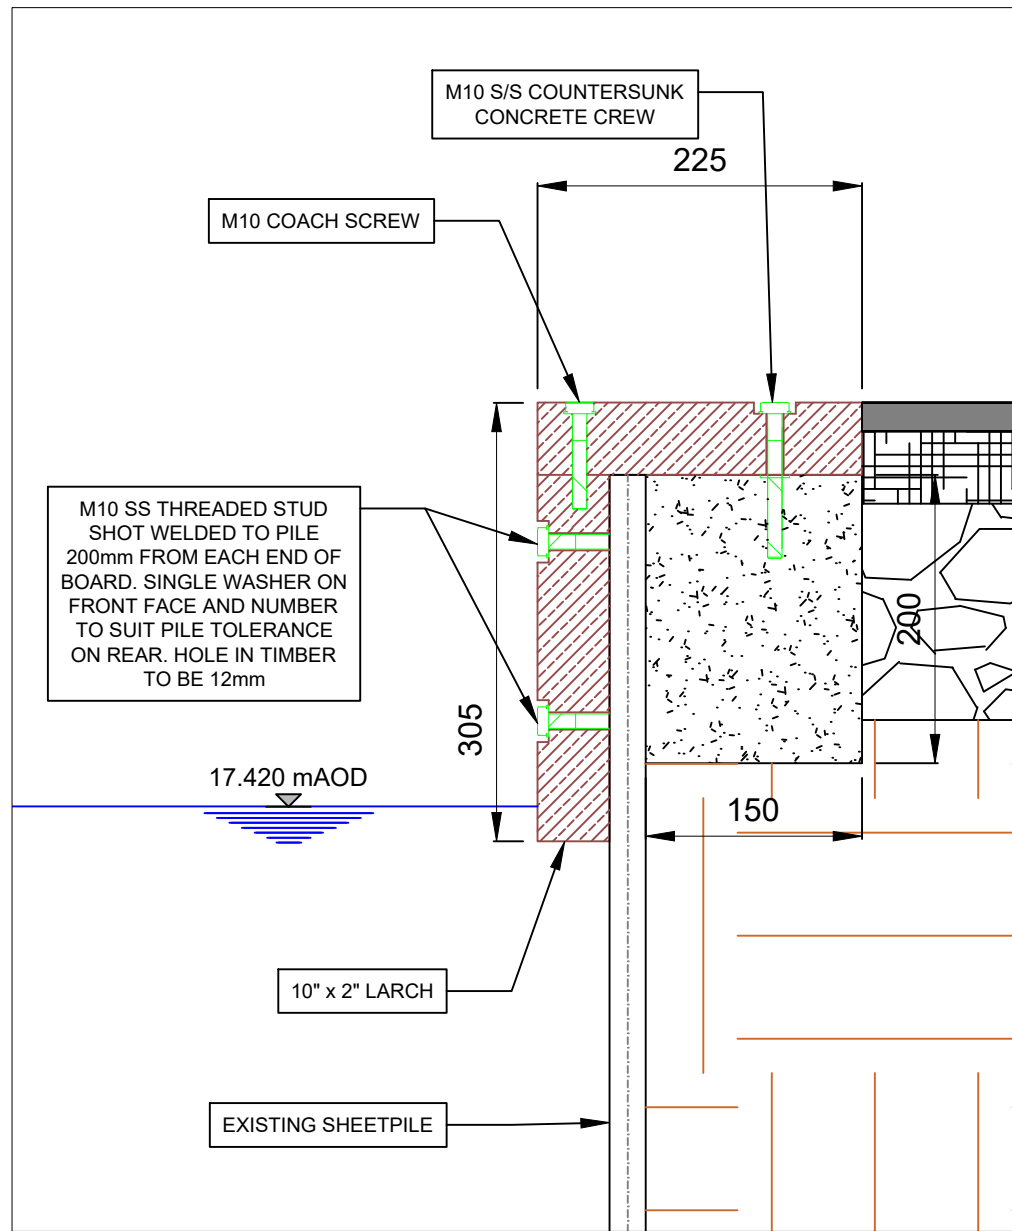 M10 S/S COUNTERSUNK
CONCRETE CREW
225
M10 COACH SCREW
M10 SS THREADED STUD
SHOT WELDED TO PILE
200mm FROM EACH END OF
BOARD. SINGLE WASHER ON
FRONT FACE AND NUMBER
TO SUIT PILE TOLERANCE
ON REAR. HOLE IN TIMBER
TO BE 12mm
200
305
17.420 mAOD
150
10" x 2" LARCH
EXISTING SHEETPILE